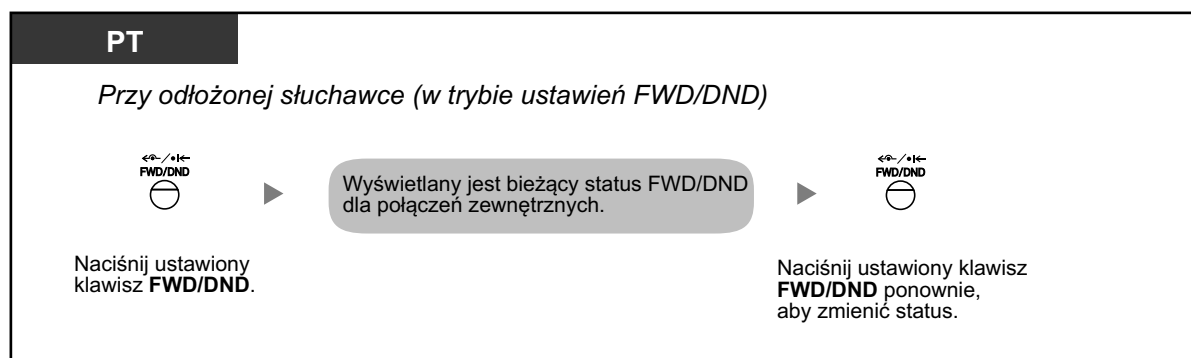 PT
Przy odłożonej słuchawce (w trybie ustawień FWD/DND)
FWD/DND
FWD/DND
Wyświetlany jest bieżący status FWD/DND
dla połączeń zewnętrznych.
Naciśnij ustawiony
klawisz FWD/DND.
Naciśnij ustawiony klawisz
FWD/DND ponownie,
aby zmienić status.